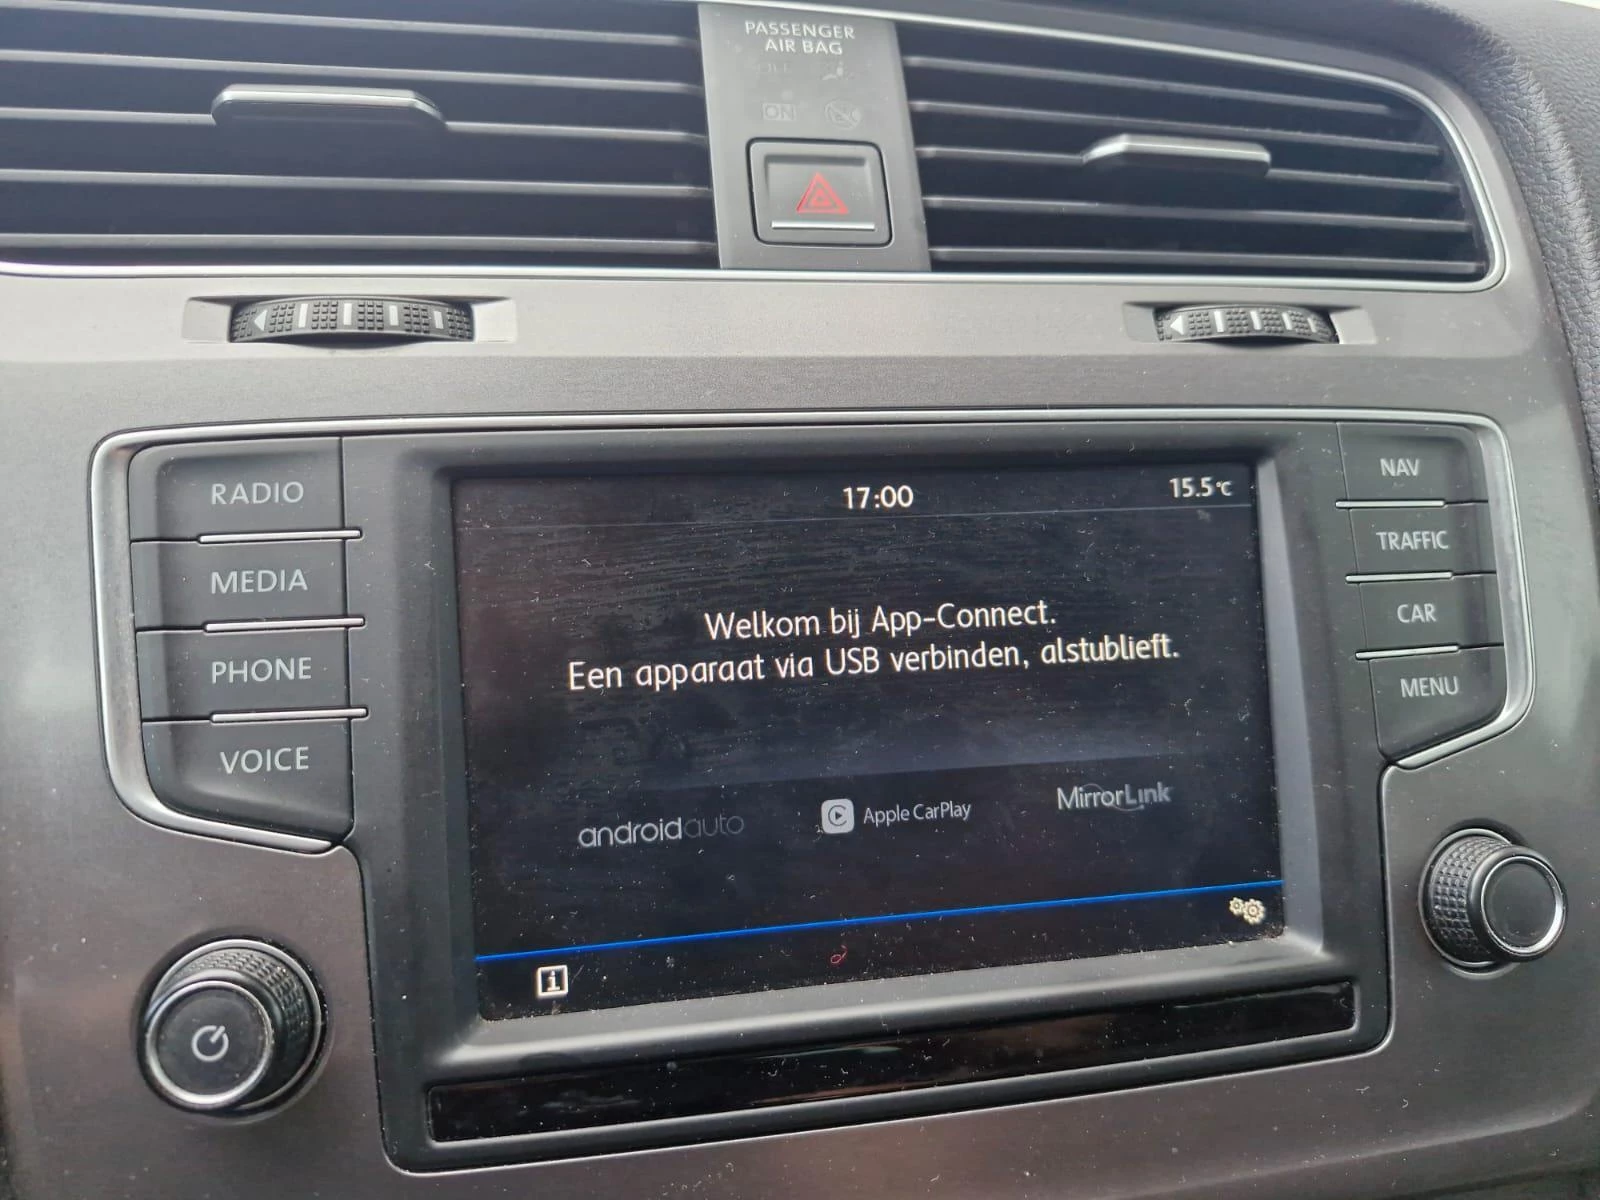 PASSENGER
AIR BAG
ON
RADIO
MEDIA
PHONE
VOICE
17:00
15.5°C
Welkom bij App-Connect.
Een apparaat via USB verbinden, alstublieft.
androidauto
Apple CarPlay
MirrorLink
i
NAV
TRAFFIC
CAR
MENU